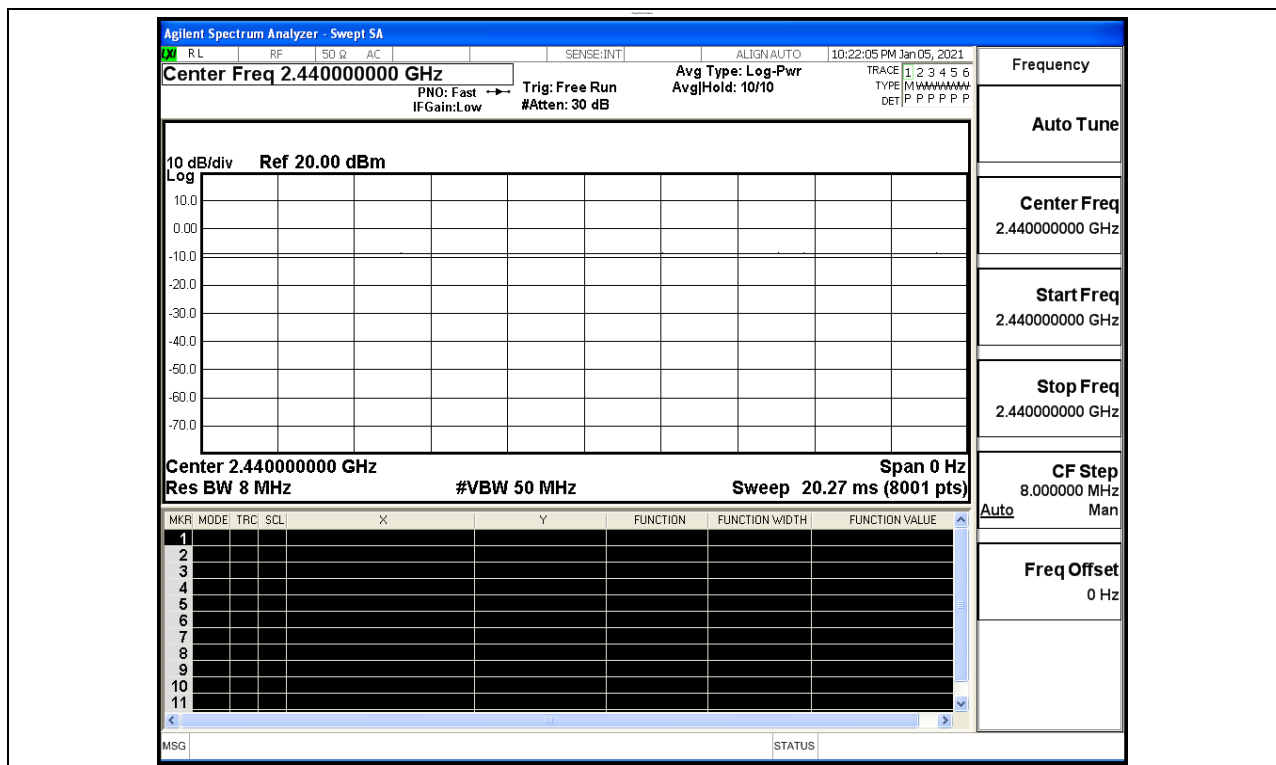 Agilent Spectrum Analyzer - Swept SA
LXI RL RF 50 Ω AC SENSE:INT ALIGN AUTO 10:22:05 PM Jan 05, 2021
Center Freq 2.440000000 GHz
PNO: Fast
IFGain:Low
Trig: Free Run
#Atten: 30 dB
Avg Type: Log-Pwr
Avg|Hold: 10/10
TRACE 1 2 3 4 5 6
TYPE M W W W W W
DET P P P P P P
10 dB/div Ref 20.00 dBm
Log
10.0
0.00
-10.0
-20.0
-30.0
-40.0
-50.0
-60.0
-70.0
Center 2.440000000 GHz Span 0 Hz
Res BW 8 MHz #VBW 50 MHz Sweep 20.27 ms (8001 pts)
MKR MODE TRC SCL X Y FUNCTION FUNCTION WIDTH FUNCTION VALUE
1
2
3
4
5
6
7
8
9
10
11
MSG STATUS
Frequency
Auto Tune
Center Freq
2.440000000 GHz
Start Freq
2.440000000 GHz
Stop Freq
2.440000000 GHz
CF Step
8.000000 MHz
Auto Man
Freq Offset
0 Hz